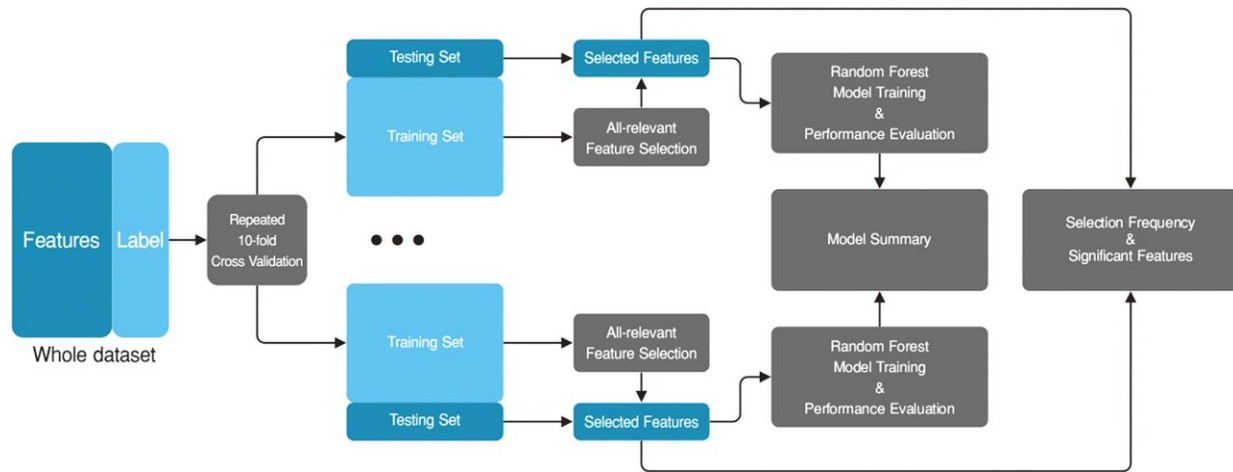 Features
Label
Whole dataset
Repeated
10-fold
Cross Validation
Testing Set
Training Set
Selected Features
All-relevant
Feature Selection
Random Forest
Model Training
&
Performance Evaluation
Model Summary
Selection Frequency
&
Significant Features
Training Set
Testing Set
All-relevant
Feature Selection
Selected Features
Random Forest
Model Training
&
Performance Evaluation